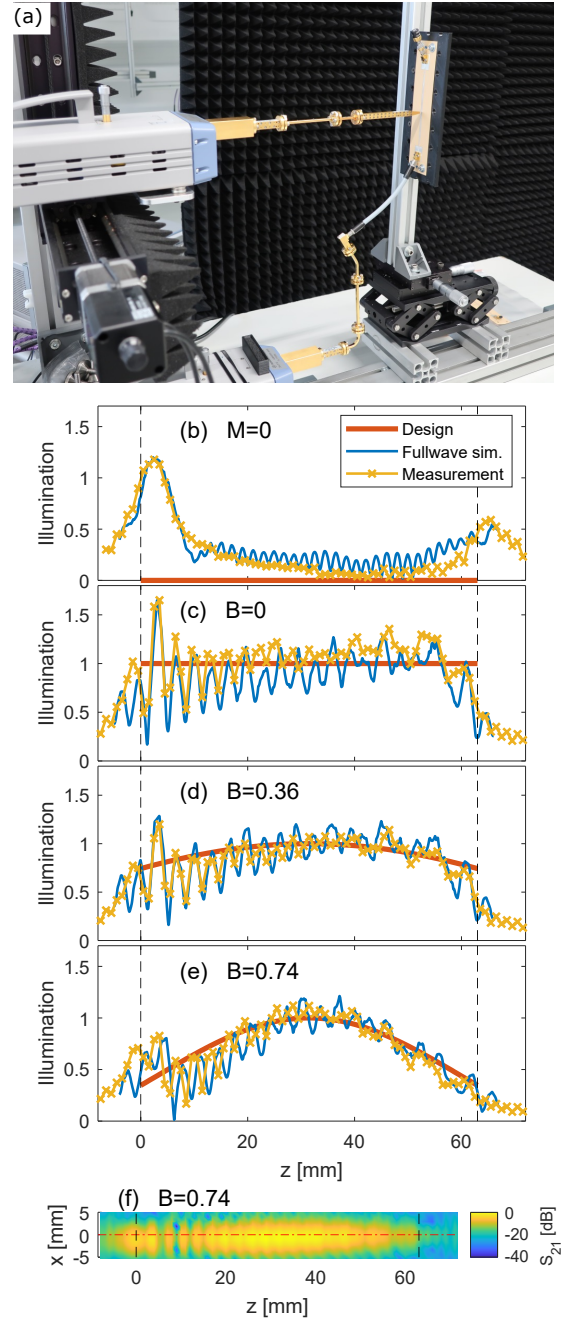 (a)
(b) M=0
Design
Fullwave sim.
Measurement
Illumination
1.5
1
0.5
0
(c) B=0
Illumination
1.5
1
0.5
0
(d) B=0.36
Illumination
1.5
1
0.5
0
(e) B=0.74
Illumination
1.5
1
0.5
0
0 20 40 60
z [mm]
(f) B=0.74
x [mm]
5
0
-5
0 20 40 60
z [mm]
0
-20
-40
S21 [dB]